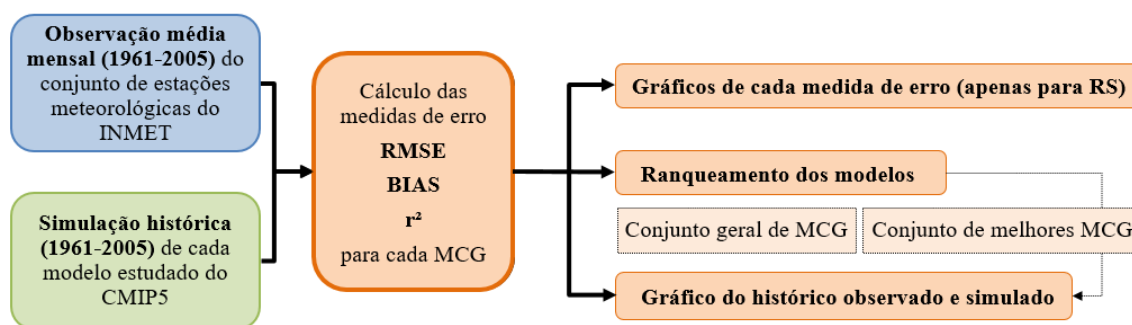 Observação média
mensal (1961-2005) do
conjunto de estações
meteorológicas do
INMET
Simulação histórica
(1961-2005) de cada
modelo estudado do
CMIP5
Cálculo das
medidas de erro
RMSE
BIAS
r²
para cada MCG
Gráficos de cada medida de erro (apenas para RS)
Ranqueamento dos modelos
Conjunto geral de MCG
Conjunto de melhores MCG
Gráfico do histórico observado e simulado